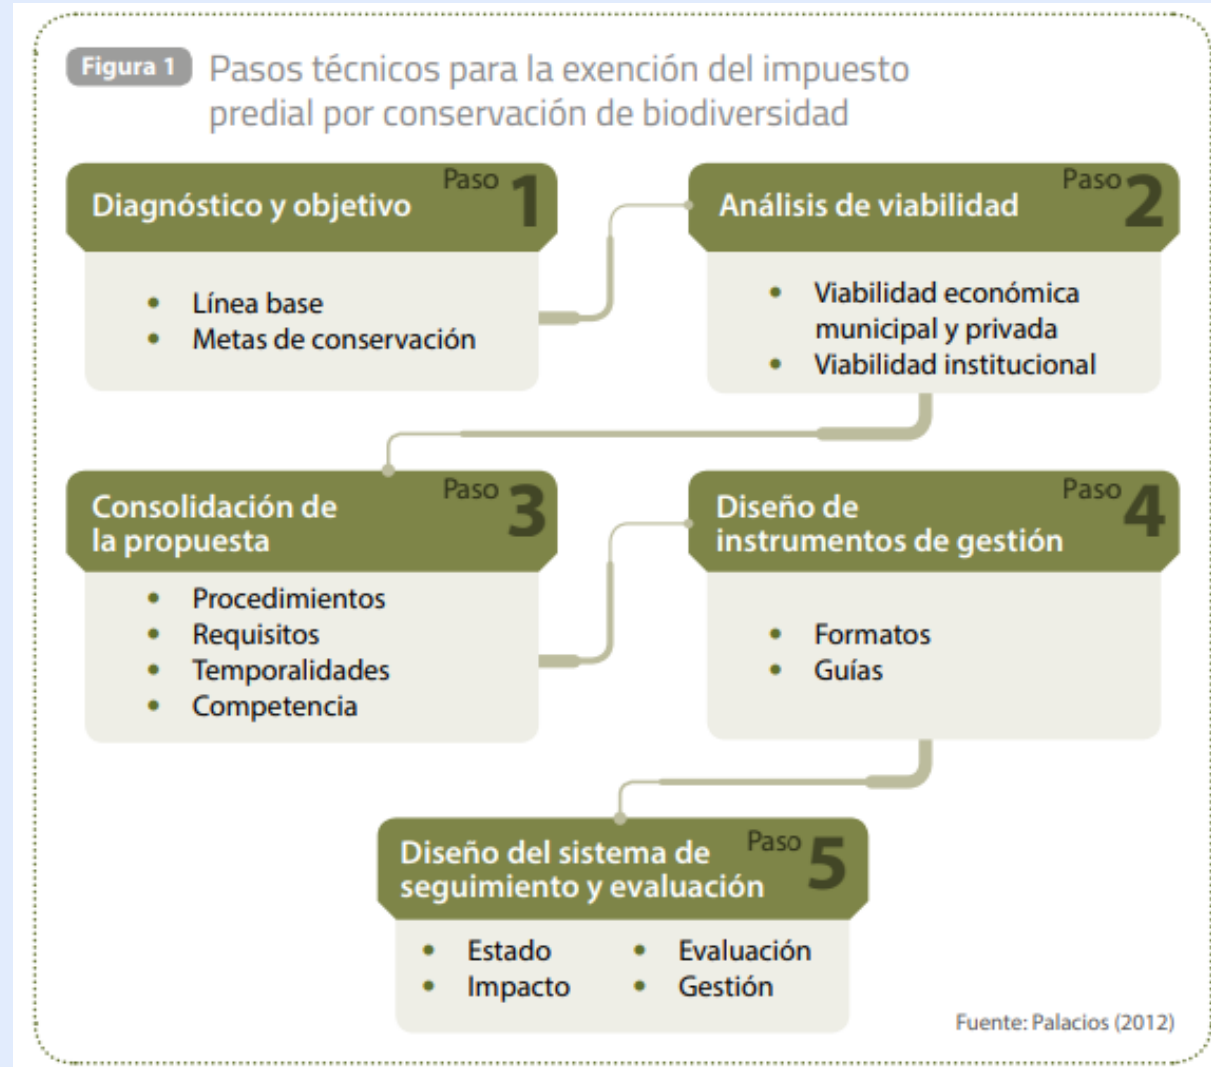 Figura 1
Pasos técnicos para la exención del impuesto
predial por conservación de biodiversidad
Paso 1
Diagnóstico y objetivo
• Línea base
• Metas de conservación
Paso 2
Análisis de viabilidad
• Viabilidad económica
municipal y privada
• Viabilidad institucional
Paso 3
Consolidación de
la propuesta
• Procedimientos
• Requisitos
• Temporalidades
• Competencia
Paso 4
Diseño de
instrumentos de gestión
• Formatos
• Guías
Paso 5
Diseño del sistema de
seguimiento y evaluación
• Estado
• Impacto
• Evaluación
• Gestión
Fuente: Palacios (2012)